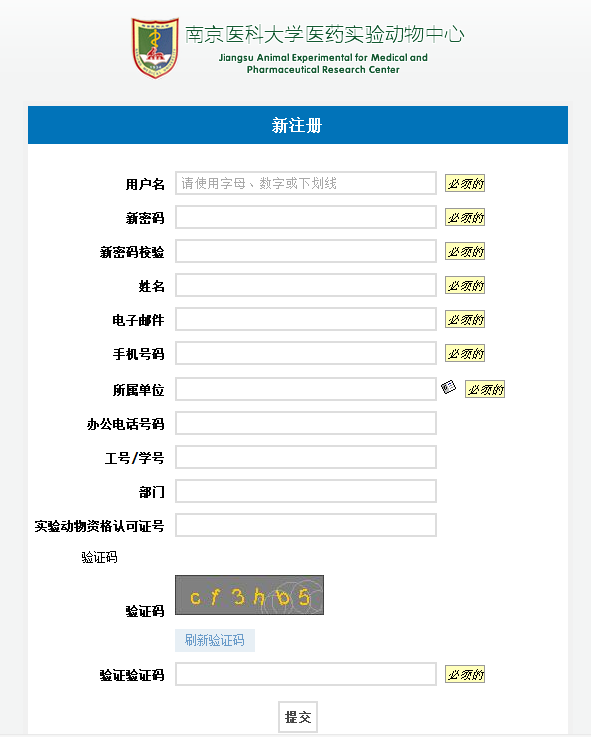 南京医科大学医药实验动物中心
Jiangsu Animal Experimental for Medical and
Pharmaceutical Research Center
新注册
用户名 请使用字母、数字或下划线 必须的
新密码 必须的
新密码校验 必须的
姓名 必须的
电子邮件 必须的
手机号码 必须的
所属单位 必须的
办公电话号码
工号/学号
部门
实验动物资格认可证号
验证码
验证码 cf3hb5
刷新验证码
验证验证码 必须的
提交